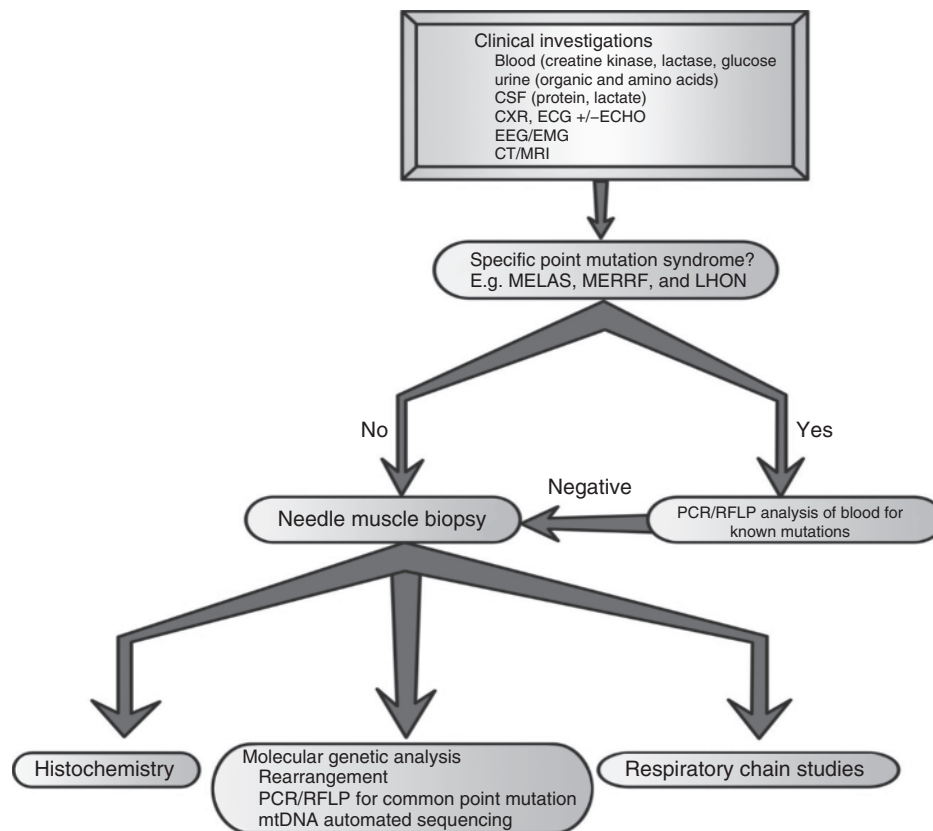 Clinical investigations
Blood (creatine kinase, lactase, glucose
urine (organic and amino acids)
CSF (protein, lactate)
CXR, ECG +/−ECHO
EEG/EMG
CT/MRI
Specific point mutation syndrome?
E.g. MELAS, MERRF, and LHON
No
Yes
Negative
Needle muscle biopsy
PCR/RFLP analysis of blood for
known mutations
Histochemistry
Molecular genetic analysis
Rearrangement
PCR/RFLP for common point mutation
mtDNA automated sequencing
Respiratory chain studies